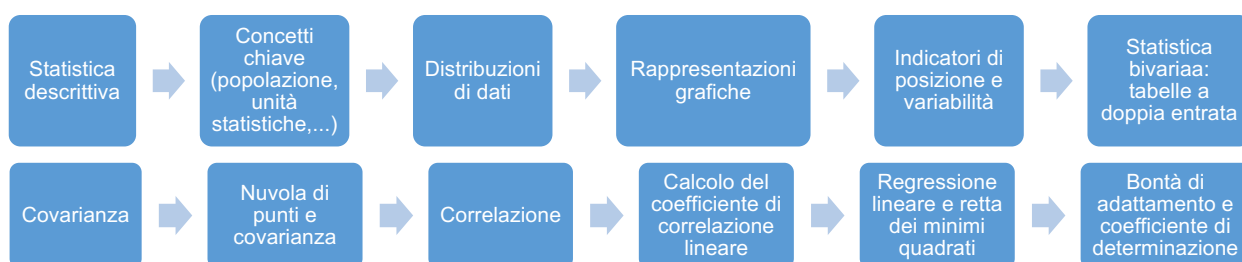 Statistica
descrittiva
Concetti
chiave
(popolazione,
unità
statistiche,...)
Distribuzioni
di dati
Rappresentazioni
grafiche
Indicatori di
posizione e
variabilità
Statistica
bivariaa:
tabelle a
doppia entrata
Covarianza
Nuvola di
punti e
covarianza
Correlazione
Calcolo del
coefficiente di
correlazione
lineare
Regressione
lineare e retta
dei minimi
quadrati
Bontà di
adattamento e
coefficiente di
determinazione